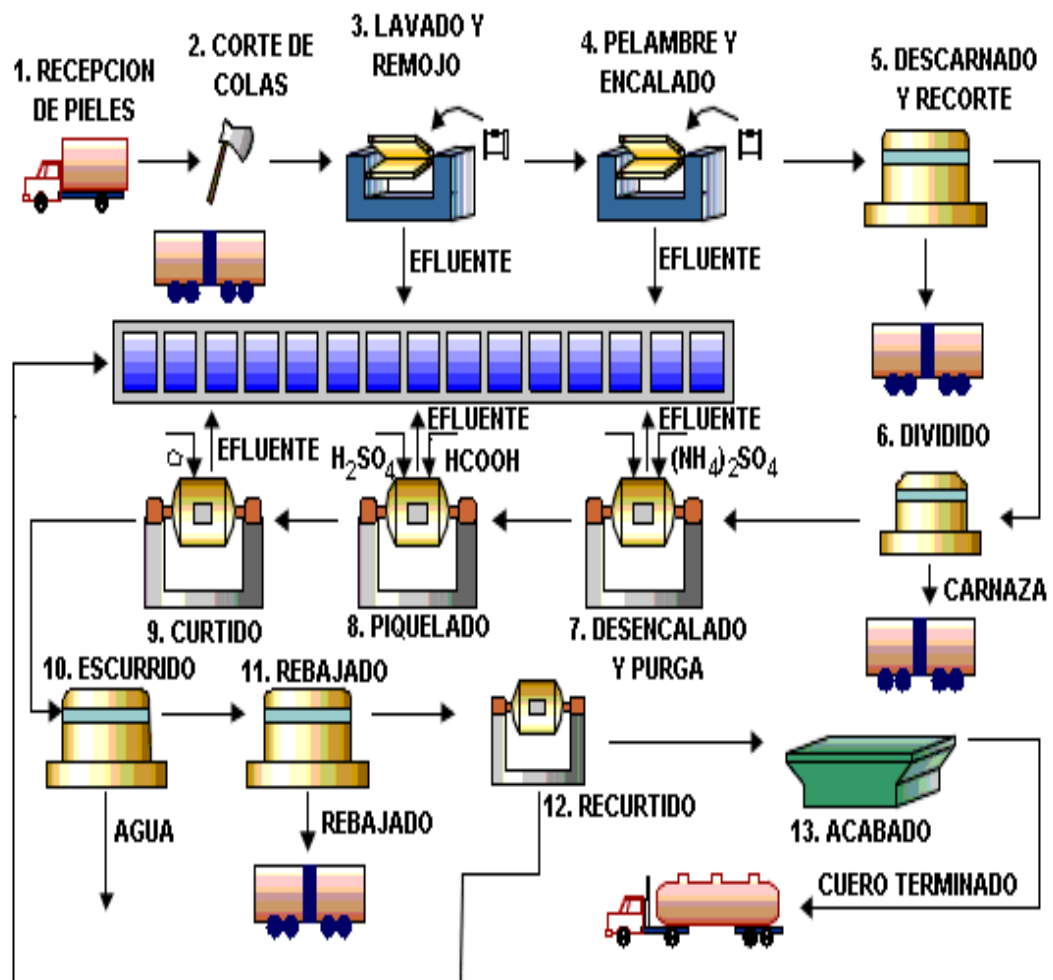 1. RECEPCION
DE PIELES
2. CORTE DE
COLAS
3. LAVADO Y
REMOJO
4. PELAMBRE Y
ENCALADO
5. DESCARNADO
Y RECORTE
EFLUENTE
EFLUENTE
EFLUENTE
EFLUENTE
EFLUENTE
H₂SO₄
HCOOH
(NH₄)₂SO₄
6. DIVIDIDO
CARNAZA
9. CURTIDO
8. PIQUELADO
7. DESENCALADO
Y PURGA
10. ESCURRIDO
11. REBAJADO
AGUA
REBAJADO
12. RECURTIDO
13. ACABADO
CUERO TERMINADO